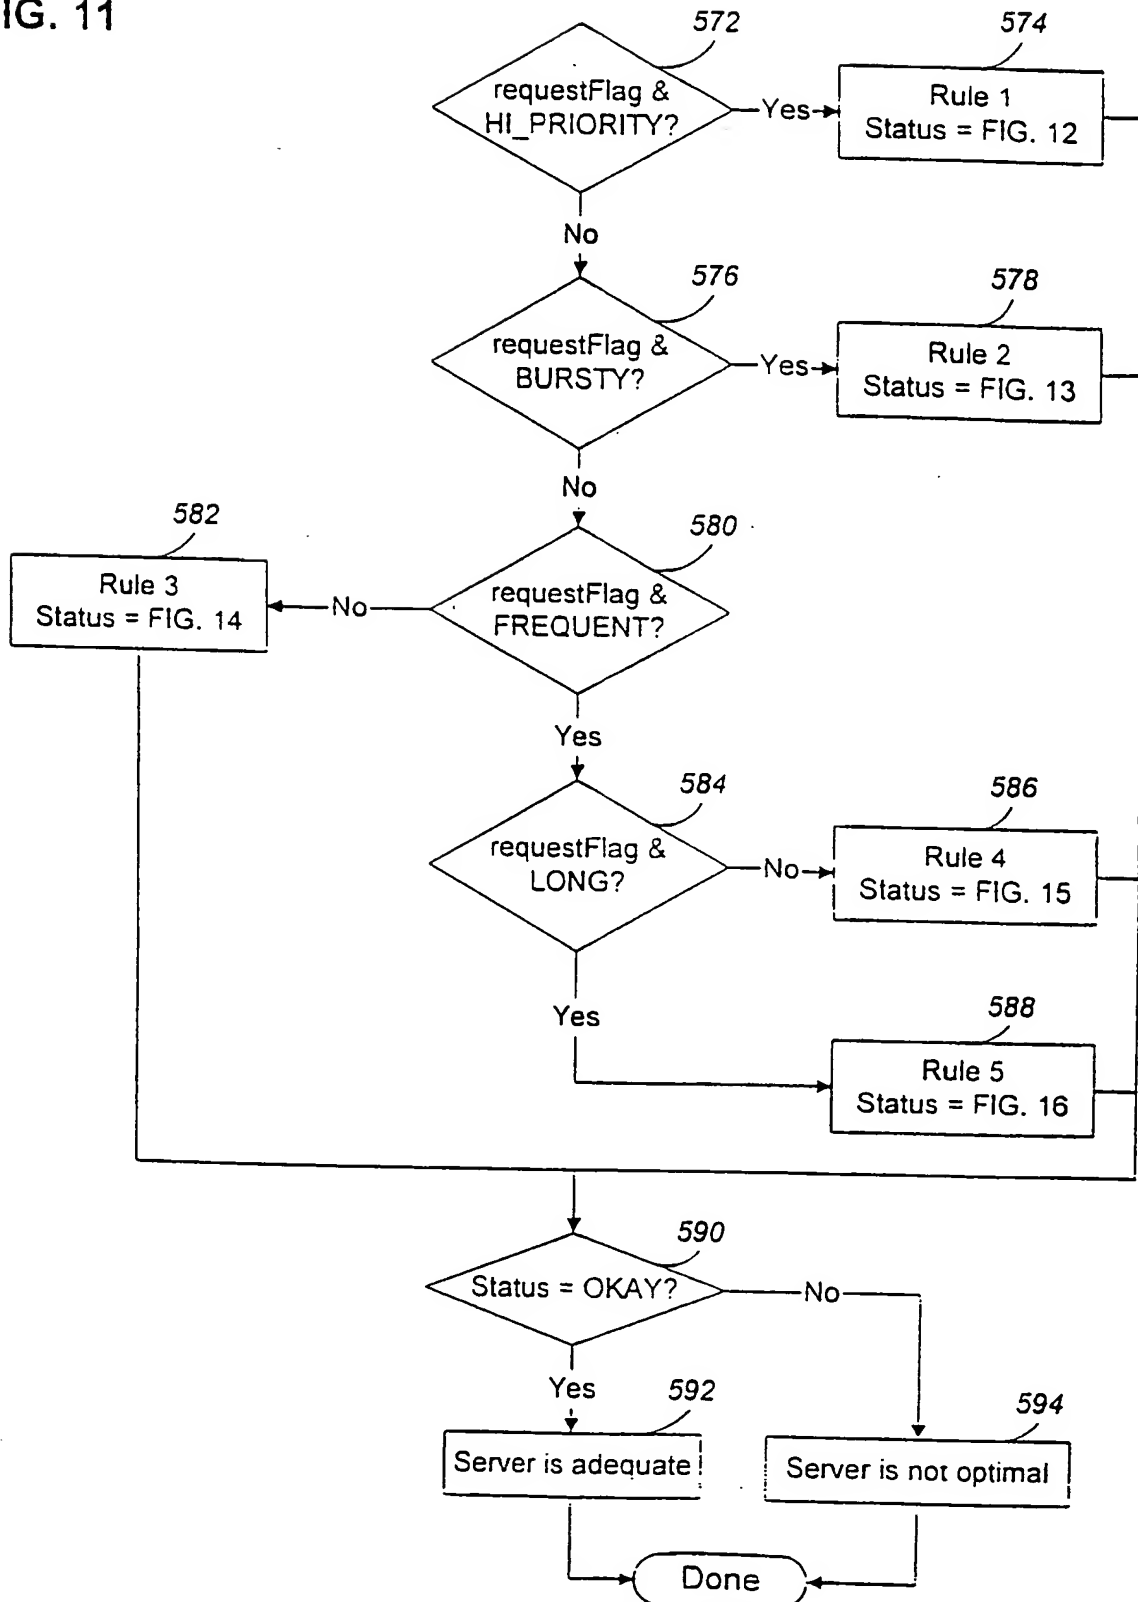 IG. 11
572
574
requestFlag &
HI_PRIORITY?
Yes
Rule 1
Status = FIG. 12
No
576
578
requestFlag &
BURSTY?
Yes
Rule 2
Status = FIG. 13
No
582
580
Rule 3
Status = FIG. 14
No
requestFlag &
FREQUENT?
Yes
584
586
requestFlag &
LONG?
No
Rule 4
Status = FIG. 15
Yes
588
Rule 5
Status = FIG. 16
590
Status = OKAY?
No
Yes
592
594
Server is adequate
Server is not optimal
Done